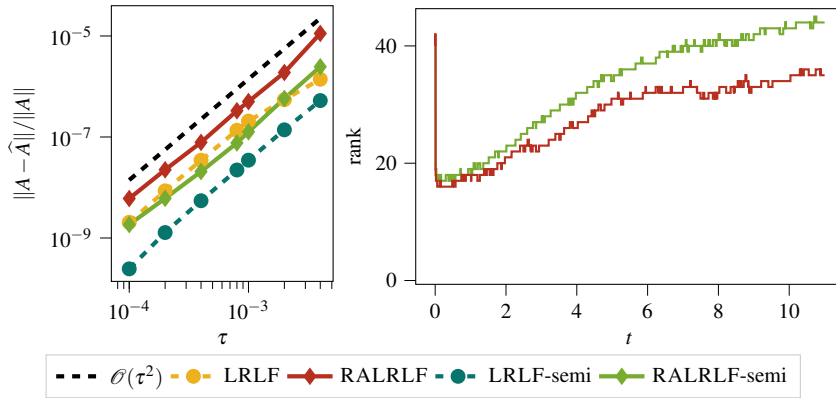 10⁻⁵
10⁻⁷
10⁻⁹
‖A − Â‖/‖A‖
10⁻⁴
10⁻³
τ
40
20
0
rank
0
2
4
6
8
10
t
𝒪(τ²) LRLF RALRLF LRLF-semi RALRLF-semi